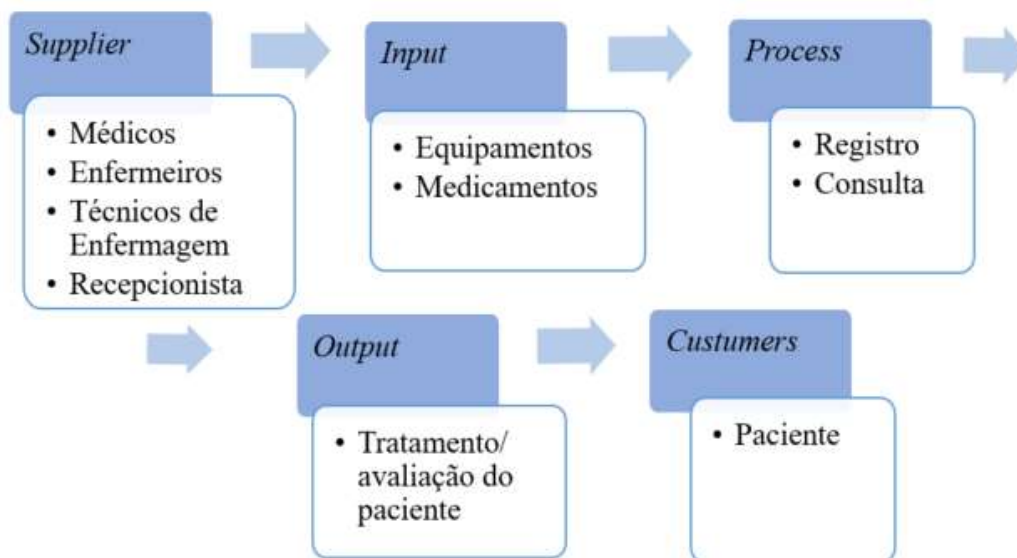 Supplier
• Médicos
• Enfermeiros
• Técnicos de
Enfermagem
• Recepcionista
Input
• Equipamentos
• Medicamentos
Process
• Registro
• Consulta
Output
• Tratamento/
avaliação do
paciente
Custumers
• Paciente